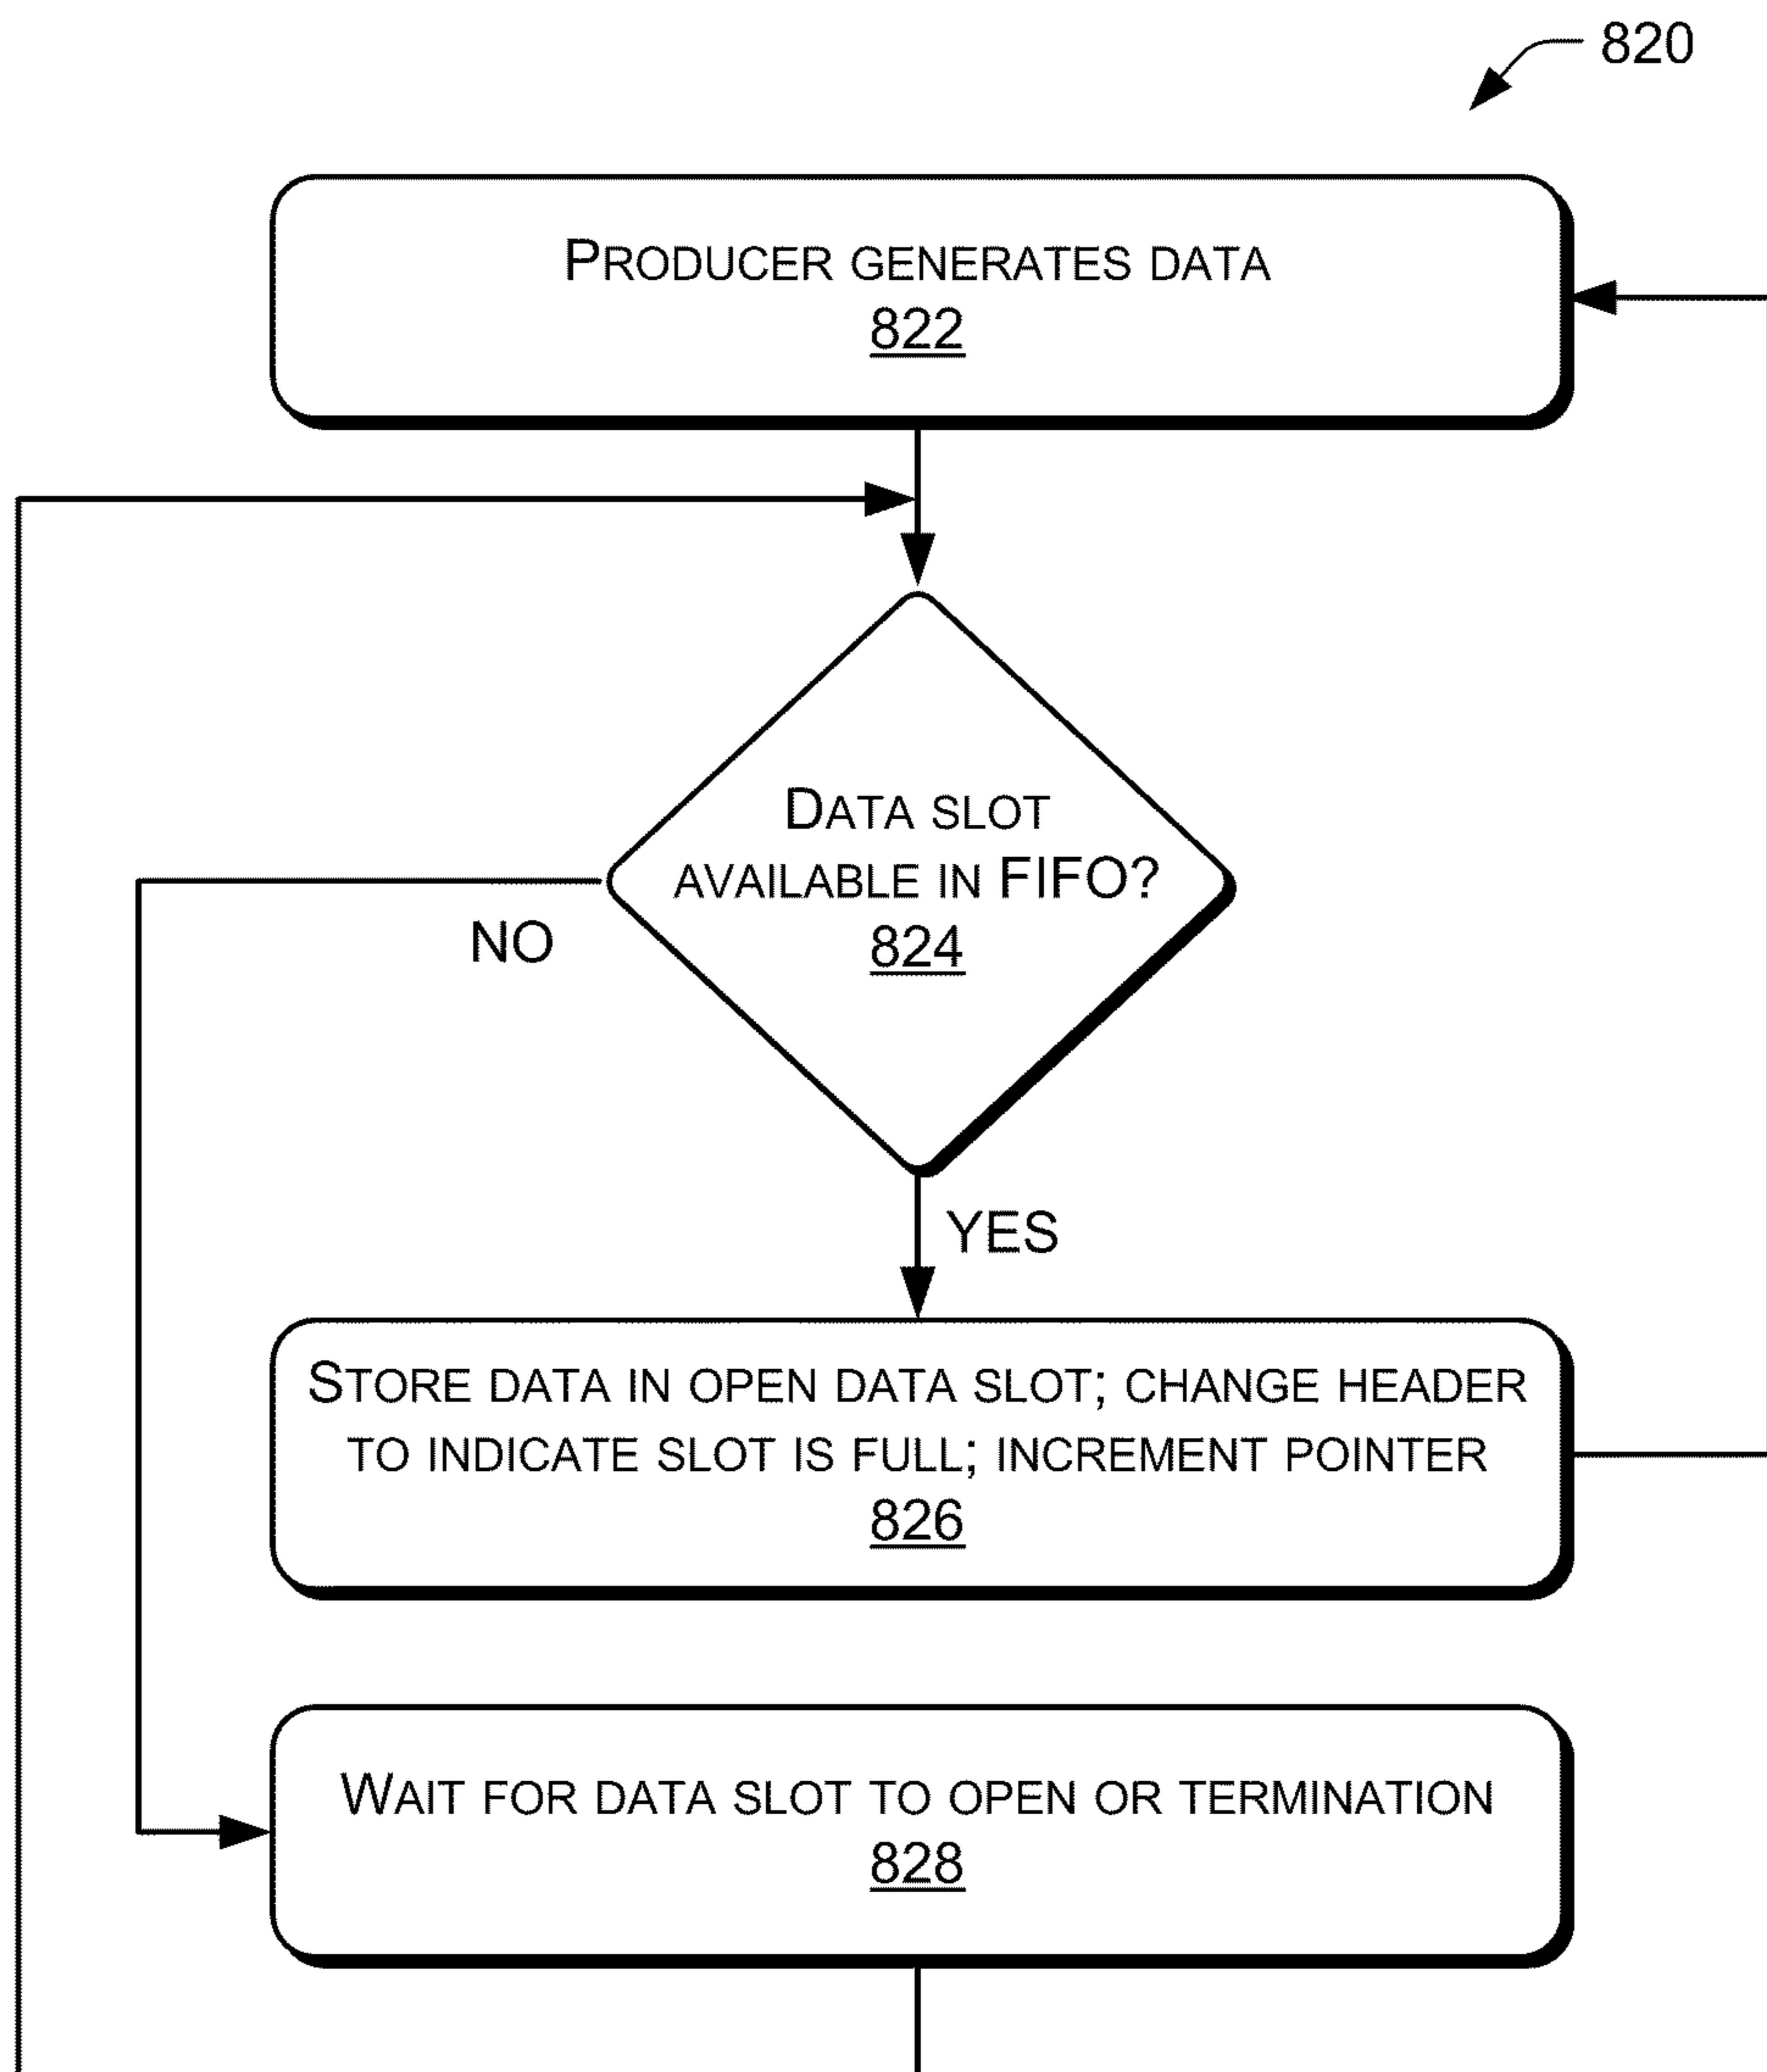 820
PRODUCER GENERATES DATA
822
DATA SLOT
AVAILABLE IN FIFO?
824
NO
YES
STORE DATA IN OPEN DATA SLOT; CHANGE HEADER
TO INDICATE SLOT IS FULL; INCREMENT POINTER
826
WAIT FOR DATA SLOT TO OPEN OR TERMINATION
828